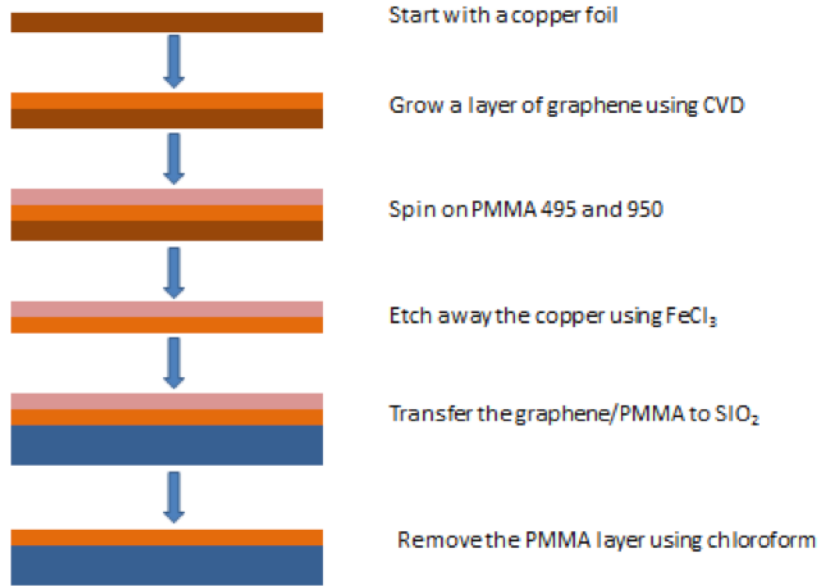 Start with a copper foil
Grow a layer of graphene using CVD
Spin on PMMA 495 and 950
Etch away the copper using FeCl₃
Transfer the graphene/PMMA to SIO₂
Remove the PMMA layer using chloroform